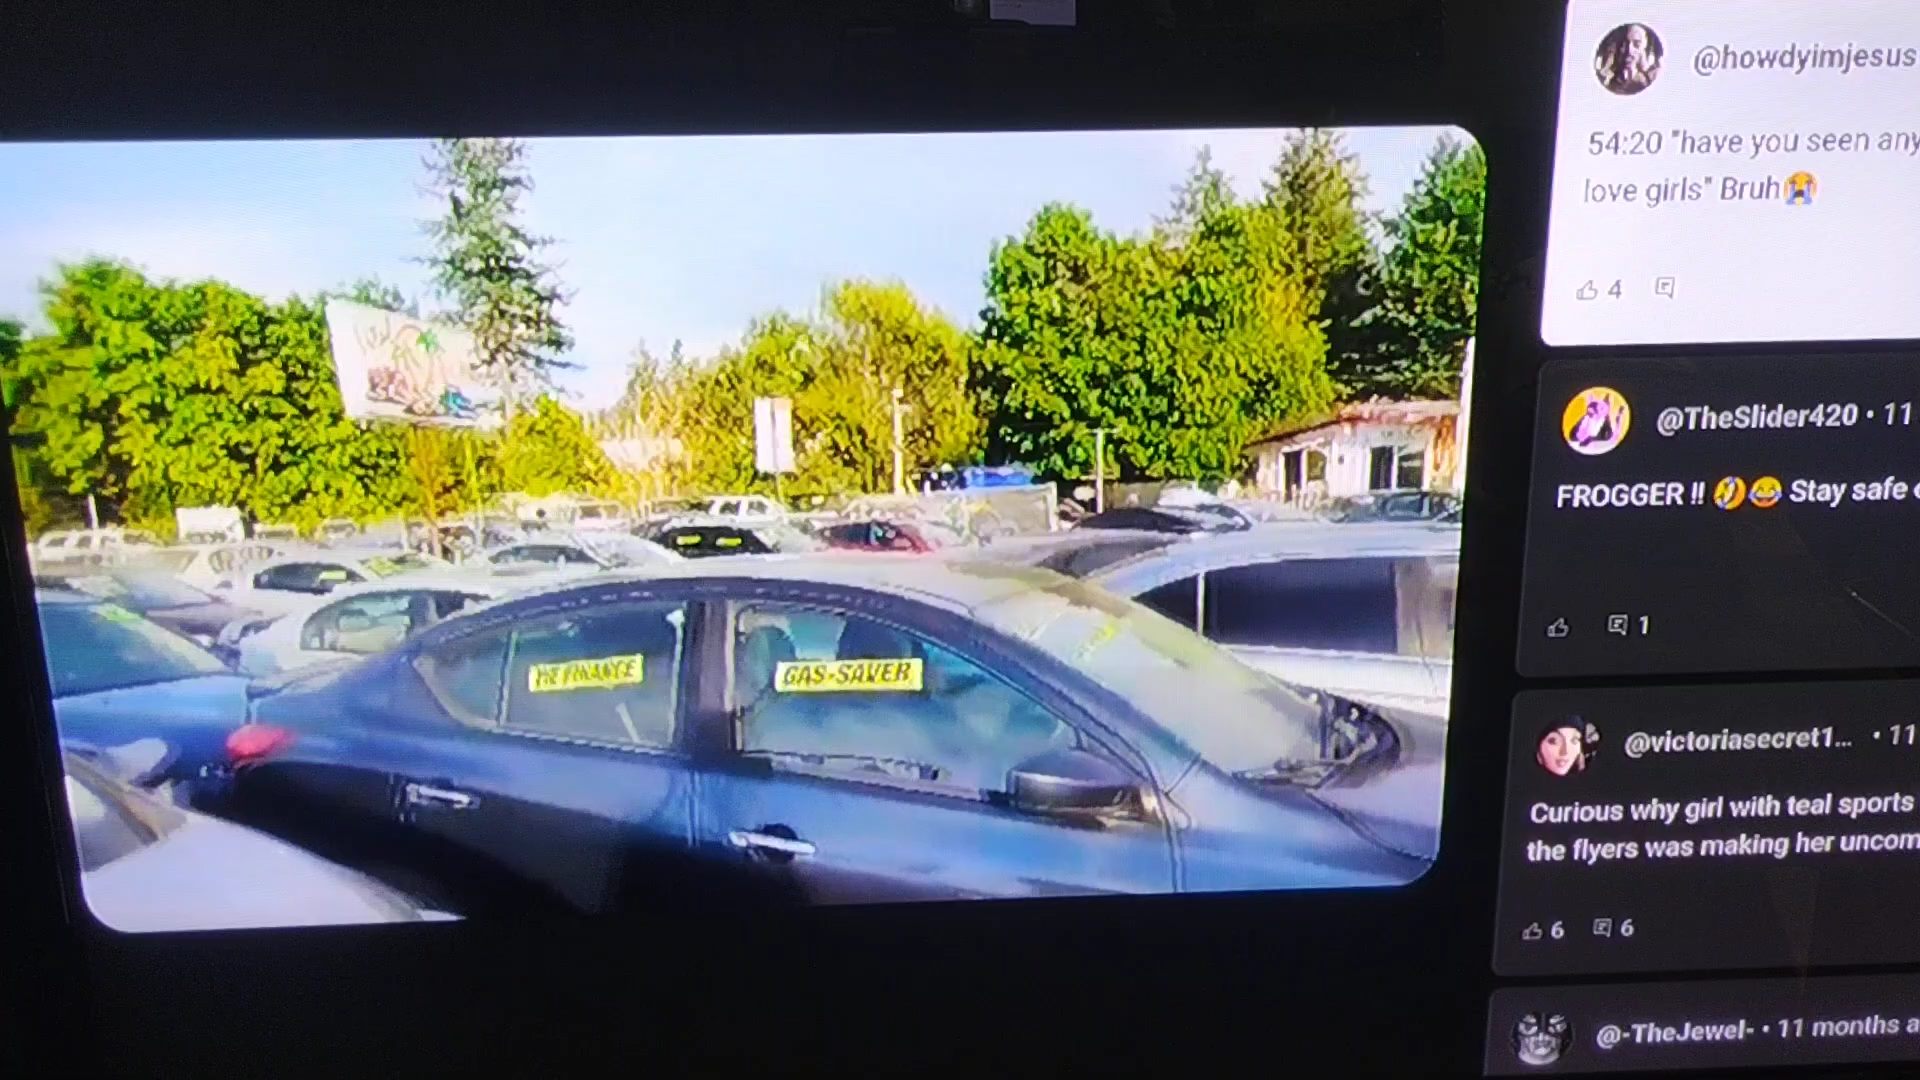 WE FINANCE
GAS-SAVER
@howdyimjesus
54:20 "have you seen any
love girls" Bruh😭
4
@TheSlider420 • 11
FROGGER !! 🤣😂 Stay safe
1
@victoriasecret1... • 11
Curious why girl with teal sports
the flyers was making her uncom
6 6
@-TheJewel- • 11 months a